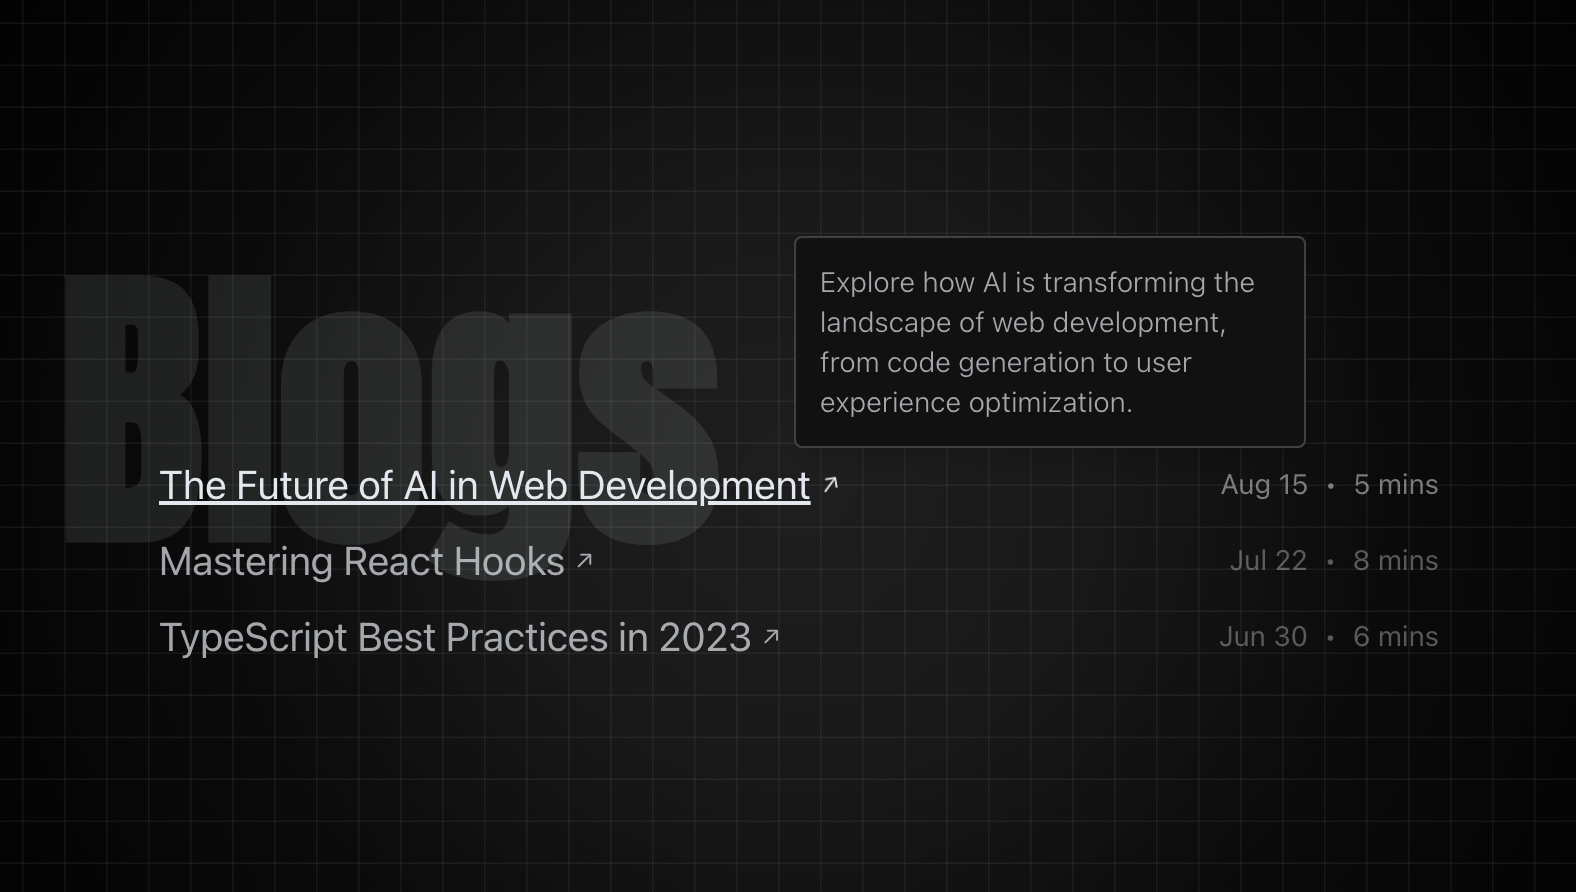 Blogs
Explore how AI is transforming the
landscape of web development,
from code generation to user
experience optimization.
The Future of AI in Web Development ↗ Aug 15 • 5 mins
Mastering React Hooks ↗ Jul 22 • 8 mins
TypeScript Best Practices in 2023 ↗ Jun 30 • 6 mins